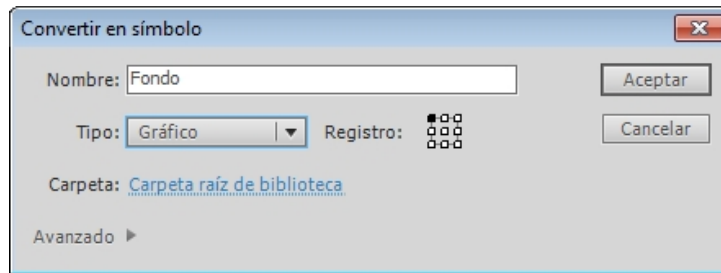 Convertir en símbolo
Nombre: Fondo Aceptar
Tipo: Gráfico Registro: Cancelar
Carpeta: Carpeta raíz de biblioteca
Avanzado